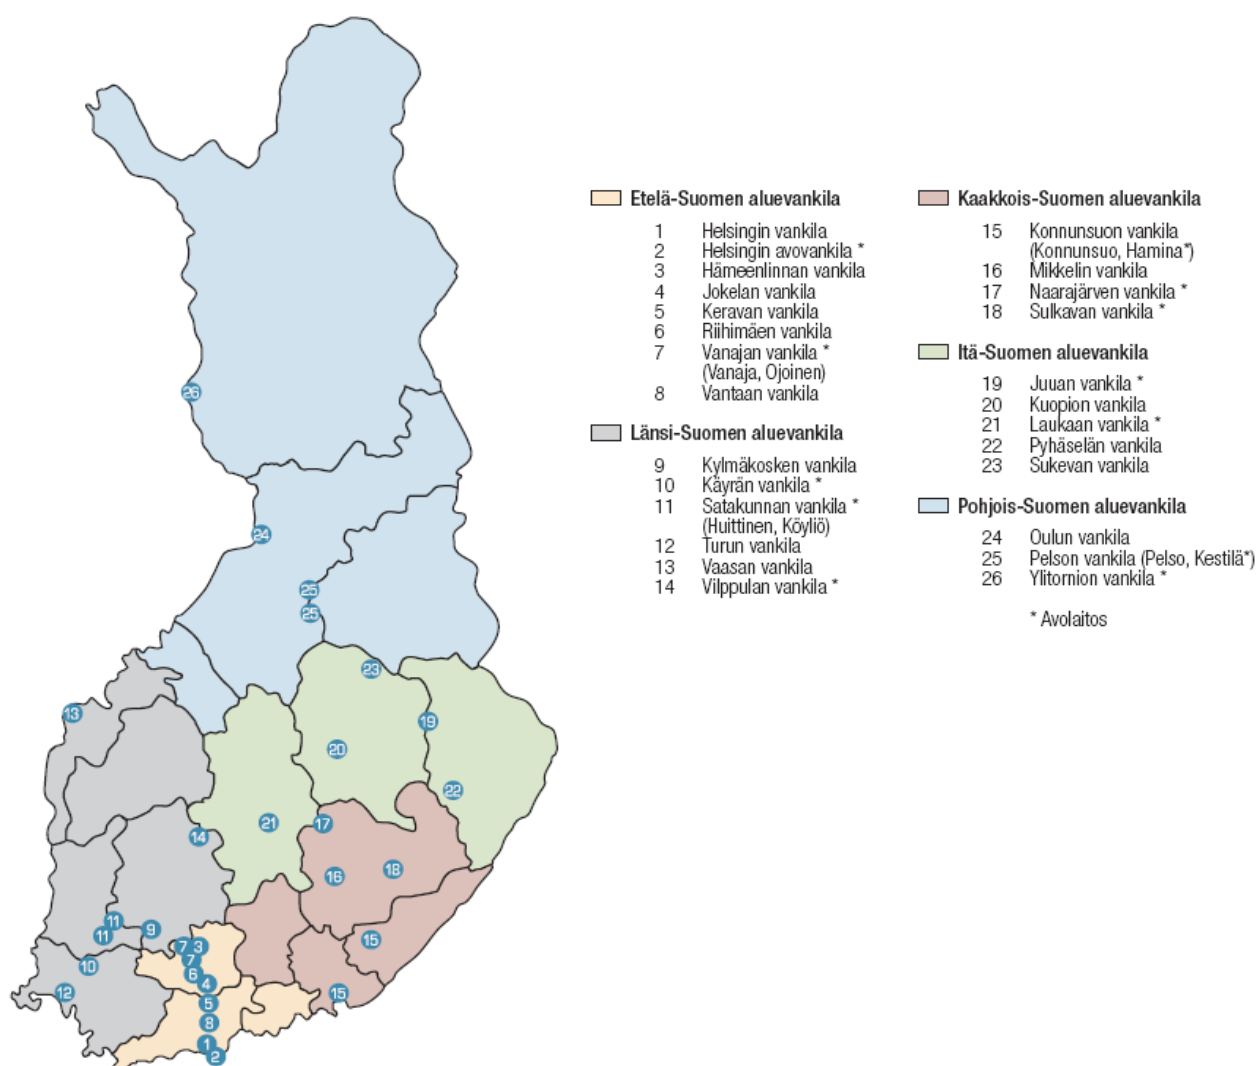 Etelä-Suomen aluevankila
1 Helsingin vankila
2 Helsingin avovankila *
3 Hämeenlinnan vankila
4 Jokelan vankila
5 Keravan vankila
6 Riihimäen vankila
7 Vanajan vankila *
(Vanaja, Ojoinen)
8 Vantaan vankila
Länsi-Suomen aluevankila
9 Kylmäkosken vankila
10 Käyrän vankila *
11 Satakunnan vankila *
(Huittinen, Köyliö)
12 Turun vankila
13 Vaasan vankila
14 Vilppulan vankila *
Kaakkois-Suomen aluevankila
15 Konnunsuon vankila
(Konnunsuo, Hamina*)
16 Mikkelin vankila
17 Naarajärven vankila *
18 Sulkavan vankila *
Itä-Suomen aluevankila
19 Juuan vankila *
20 Kuopion vankila
21 Laukaan vankila *
22 Pyhäselän vankila
23 Sukevan vankila
Pohjois-Suomen aluevankila
24 Oulun vankila
25 Pelson vankila (Pelso, Kestilä*)
26 Ylitornion vankila *
* Avolaitos
26
24
25
25
23
13
19
20
22
21
17
14
16
18
11
9
11
15
7
3
7
10
6
4
12
15
5
8
1
2